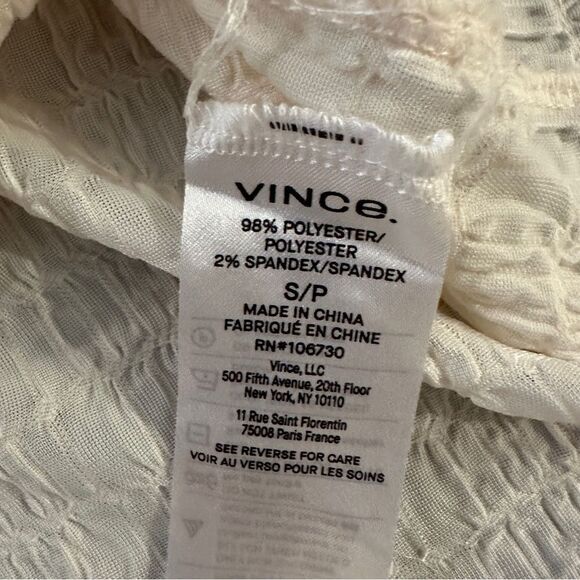 VINCE.
98% POLYESTER/
POLYESTER
2% SPANDEX/SPANDEX
S/P
MADE IN CHINA
FABRIQUÉ EN CHINE
RN#106730
Vince, LLC
500 Fifth Avenue, 20th Floor
New York, NY 10110
11 Rue Saint Florentin
75008 Paris France
SEE REVERSE FOR CARE
VOIR AU VERSO POUR LES SOINS